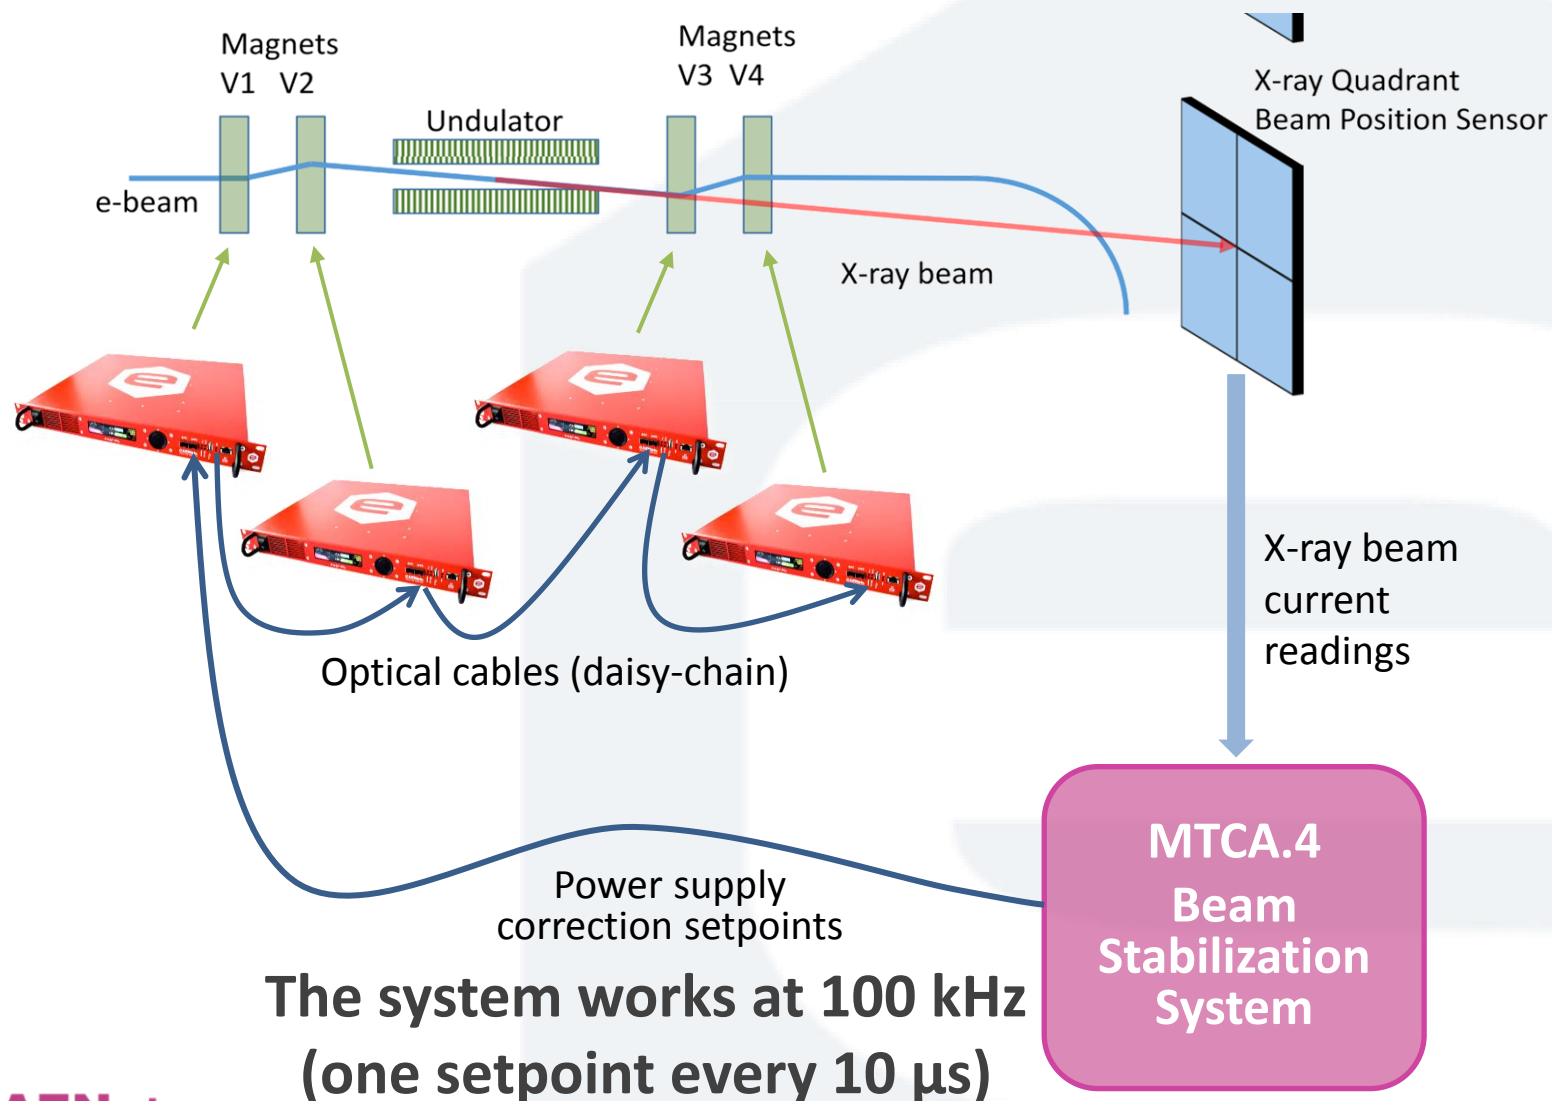 Magnets
V1 V2
Magnets
V3 V4
X-ray Quadrant
Beam Position Sensor
Undulator
e-beam
X-ray beam
X-ray beam
current
readings
Optical cables (daisy-chain)
Power supply
correction setpoints
MTCA.4
Beam
Stabilization
System
The system works at 100 kHz
(one setpoint every 10 µs)